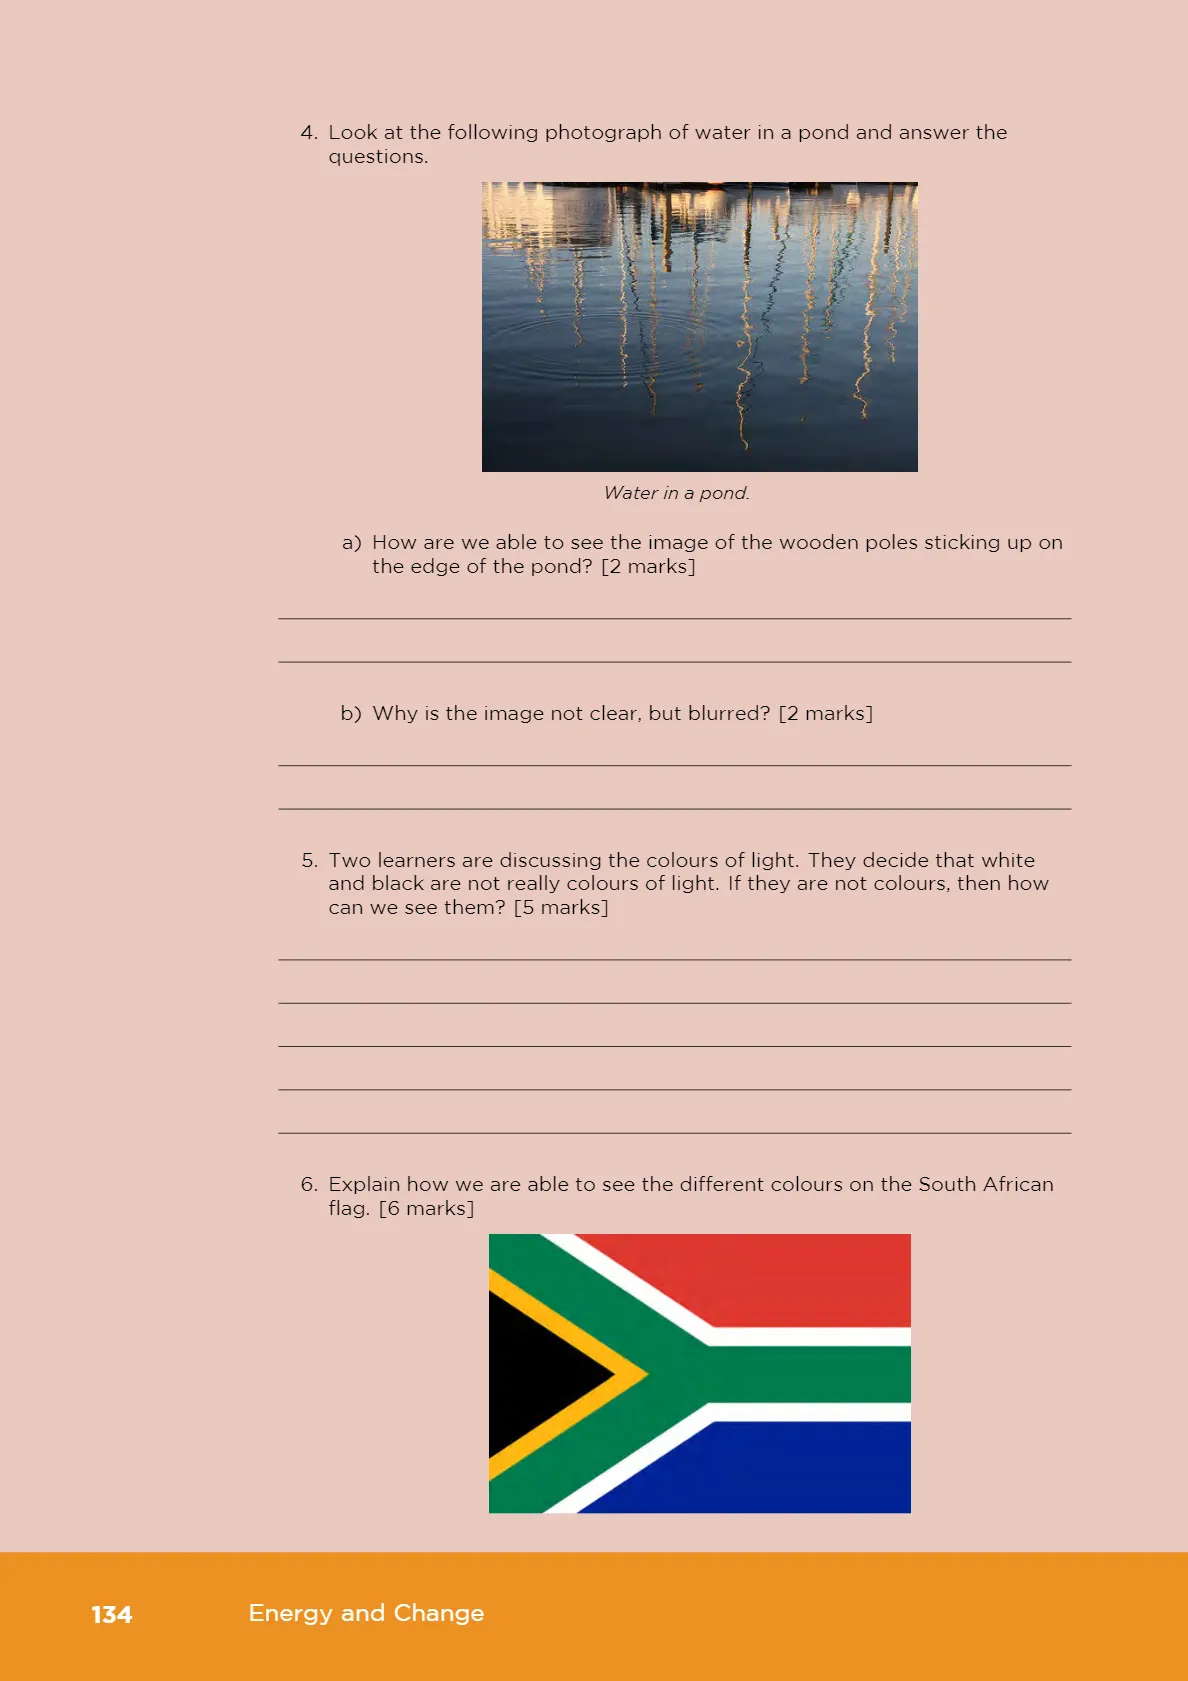 4. Look at the following photograph of water in a pond and answer the
questions.
Water in a pond.
a) How are we able to see the image of the wooden poles sticking up on
the edge of the pond? [2 marks]
b) Why is the image not clear, but blurred? [2 marks]
5. Two learners are discussing the colours of light. They decide that white
and black are not really colours of light. If they are not colours, then how
can we see them? [5 marks]
6. Explain how we are able to see the different colours on the South African
flag. [6 marks]
134 Energy and Change